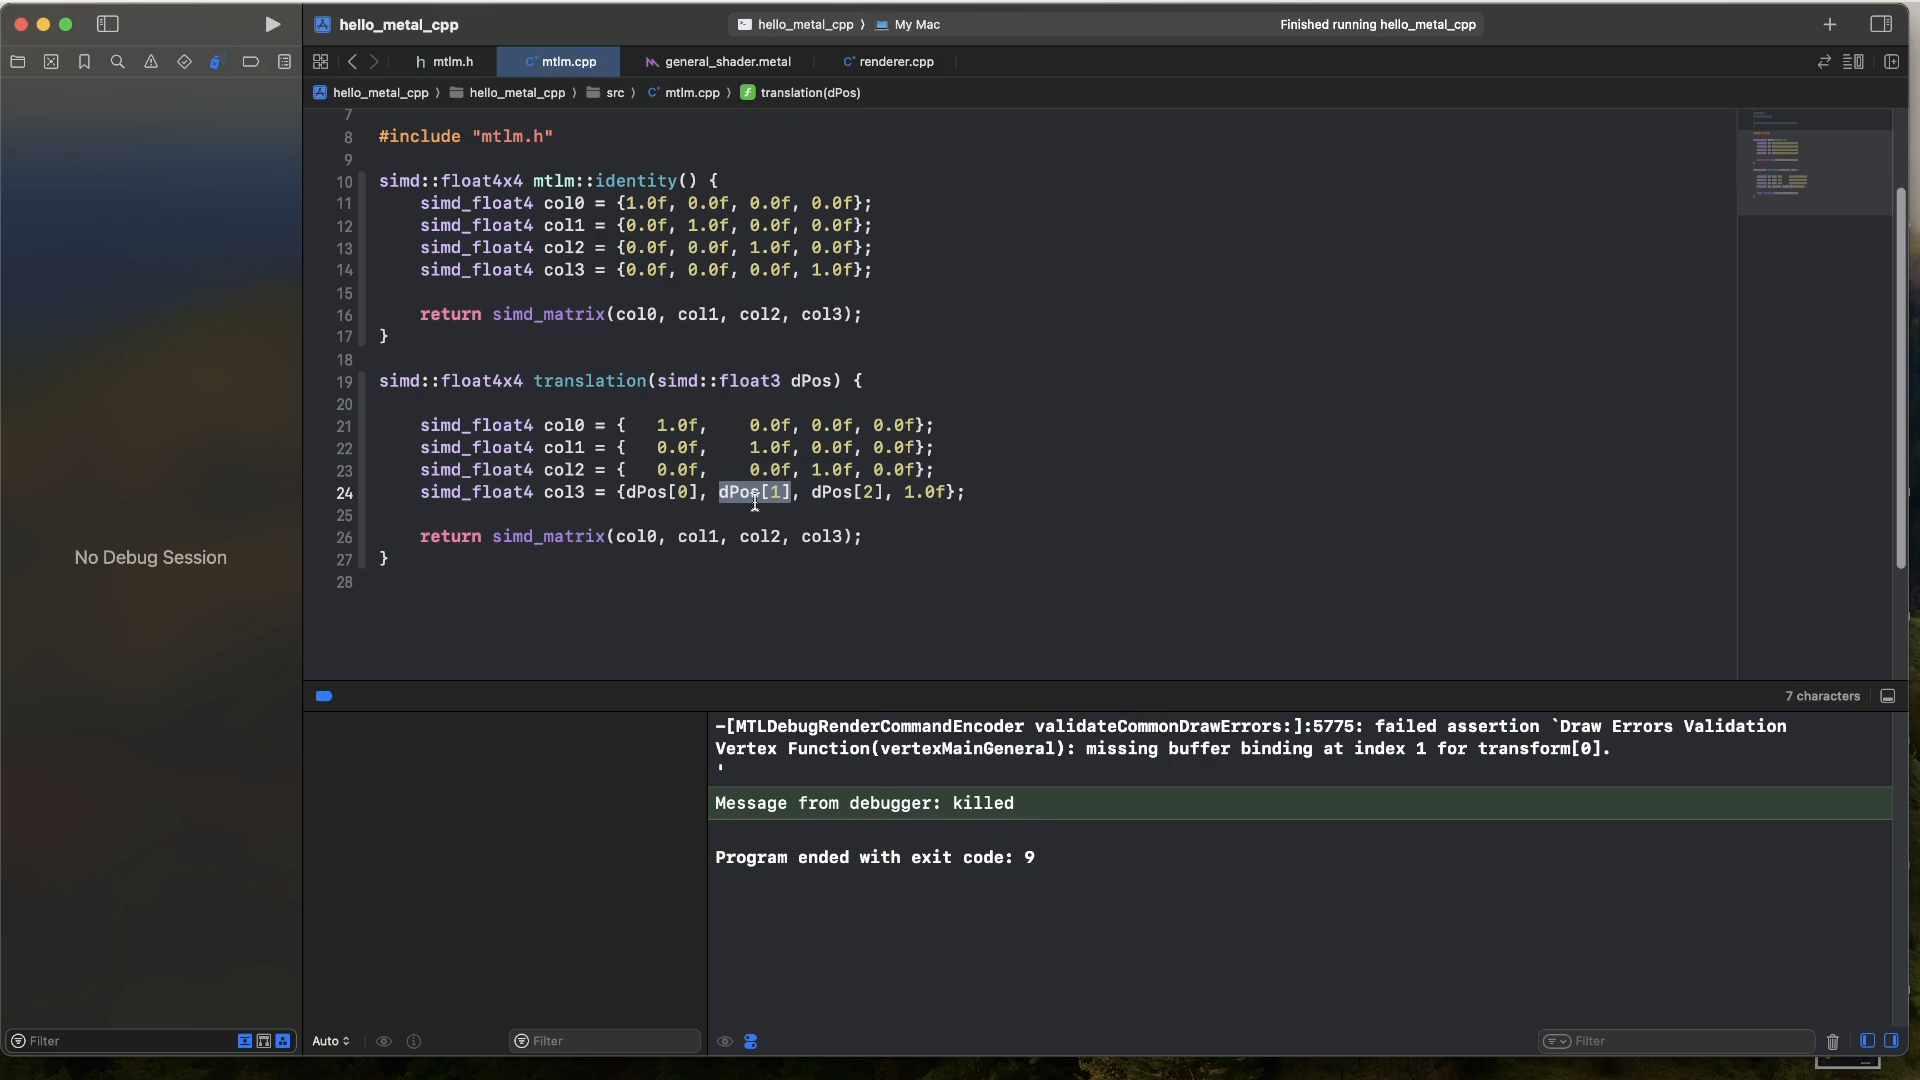 hello_metal_cpp
hello_metal_cpp ⟩ My Mac
Finished running hello_metal_cpp
mtlm.h
mtlm.cpp
general_shader.metal
renderer.cpp
hello_metal_cpp ⟩ hello_metal_cpp ⟩ src ⟩ mtlm.cpp ⟩ translation(dPos)
7
8 #include "mtlm.h"
9
10 simd::float4x4 mtlm::identity() {
11 simd_float4 col0 = {1.0f, 0.0f, 0.0f, 0.0f};
12 simd_float4 col1 = {0.0f, 1.0f, 0.0f, 0.0f};
13 simd_float4 col2 = {0.0f, 0.0f, 1.0f, 0.0f};
14 simd_float4 col3 = {0.0f, 0.0f, 0.0f, 1.0f};
15
16 return simd_matrix(col0, col1, col2, col3);
17 }
18
19 simd::float4x4 translation(simd::float3 dPos) {
20
21 simd_float4 col0 = {   1.0f,    0.0f, 0.0f, 0.0f};
22 simd_float4 col1 = {   0.0f,    1.0f, 0.0f, 0.0f};
23 simd_float4 col2 = {   0.0f,    0.0f, 1.0f, 0.0f};
24 simd_float4 col3 = {dPos[0], dPos[1], dPos[2], 1.0f};
25
26 return simd_matrix(col0, col1, col2, col3);
27 }
28
No Debug Session
7 characters
-[MTLDebugRenderCommandEncoder validateCommonDrawErrors:]:5775: failed assertion `Draw Errors Validation
Vertex Function(vertexMainGeneral): missing buffer binding at index 1 for transform[0].
'
Message from debugger: killed
Program ended with exit code: 9
Filter
Auto
Filter
Filter